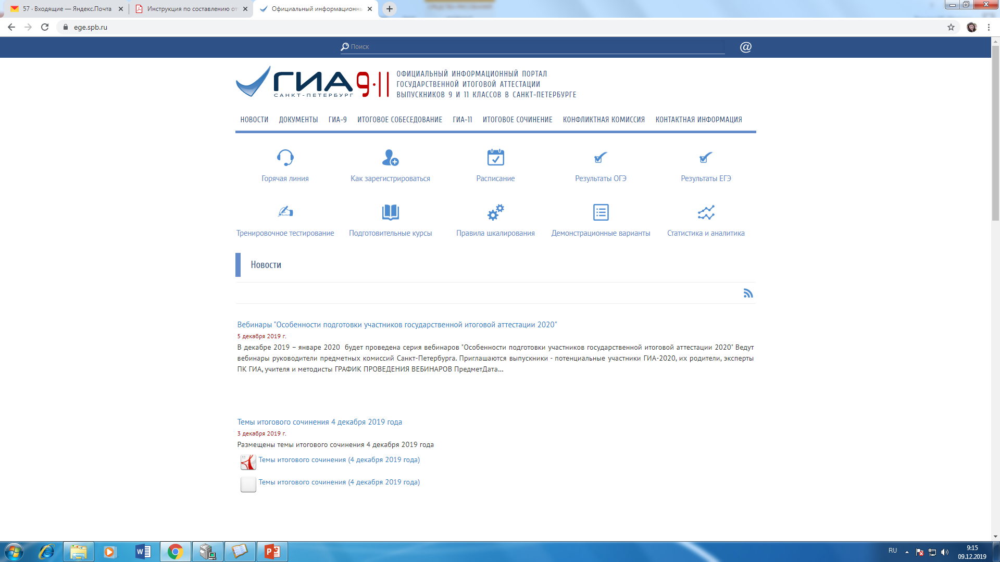 57 · Входящие — Яндекс.Почта
Инструкция по составлению от
Официальный информационн
ege.spb.ru
Поиск
@
ГИА 9·11
САНКТ-ПЕТЕРБУРГ
ОФИЦИАЛЬНЫЙ ИНФОРМАЦИОННЫЙ ПОРТАЛ
ГОСУДАРСТВЕННОЙ ИТОГОВОЙ АТТЕСТАЦИИ
ВЫПУСКНИКОВ 9 И 11 КЛАССОВ В САНКТ-ПЕТЕРБУРГЕ
НОВОСТИ ДОКУМЕНТЫ ГИА-9 ИТОГОВОЕ СОБЕСЕДОВАНИЕ ГИА-11 ИТОГОВОЕ СОЧИНЕНИЕ КОНФЛИКТНАЯ КОМИССИЯ КОНТАКТНАЯ ИНФОРМАЦИЯ
Горячая линия Как зарегистрироваться Расписание Результаты ОГЭ Результаты ЕГЭ
Тренировочное тестирование Подготовительные курсы Правила шкалирования Демонстрационные варианты Статистика и аналитика
Новости
Вебинары "Особенности подготовки участников государственной итоговой аттестации 2020"
5 декабря 2019 г.
В декабре 2019 – январе 2020 будет проведена серия вебинаров "Особенности подготовки участников государственной итоговой аттестации 2020" Ведут
вебинары руководители предметных комиссий Санкт-Петербурга. Приглашаются выпускники - потенциальные участники ГИА-2020, их родители, эксперты
ПК ГИА, учителя и методисты ГРАФИК ПРОВЕДЕНИЯ ВЕБИНАРОВ ПредметДата...
Темы итогового сочинения 4 декабря 2019 года
3 декабря 2019 г.
Размещены темы итогового сочинения 4 декабря 2019 года
Темы итогового сочинения (4 декабря 2019 года)
Темы итогового сочинения (4 декабря 2019 года)
RU
9:15
09.12.2019